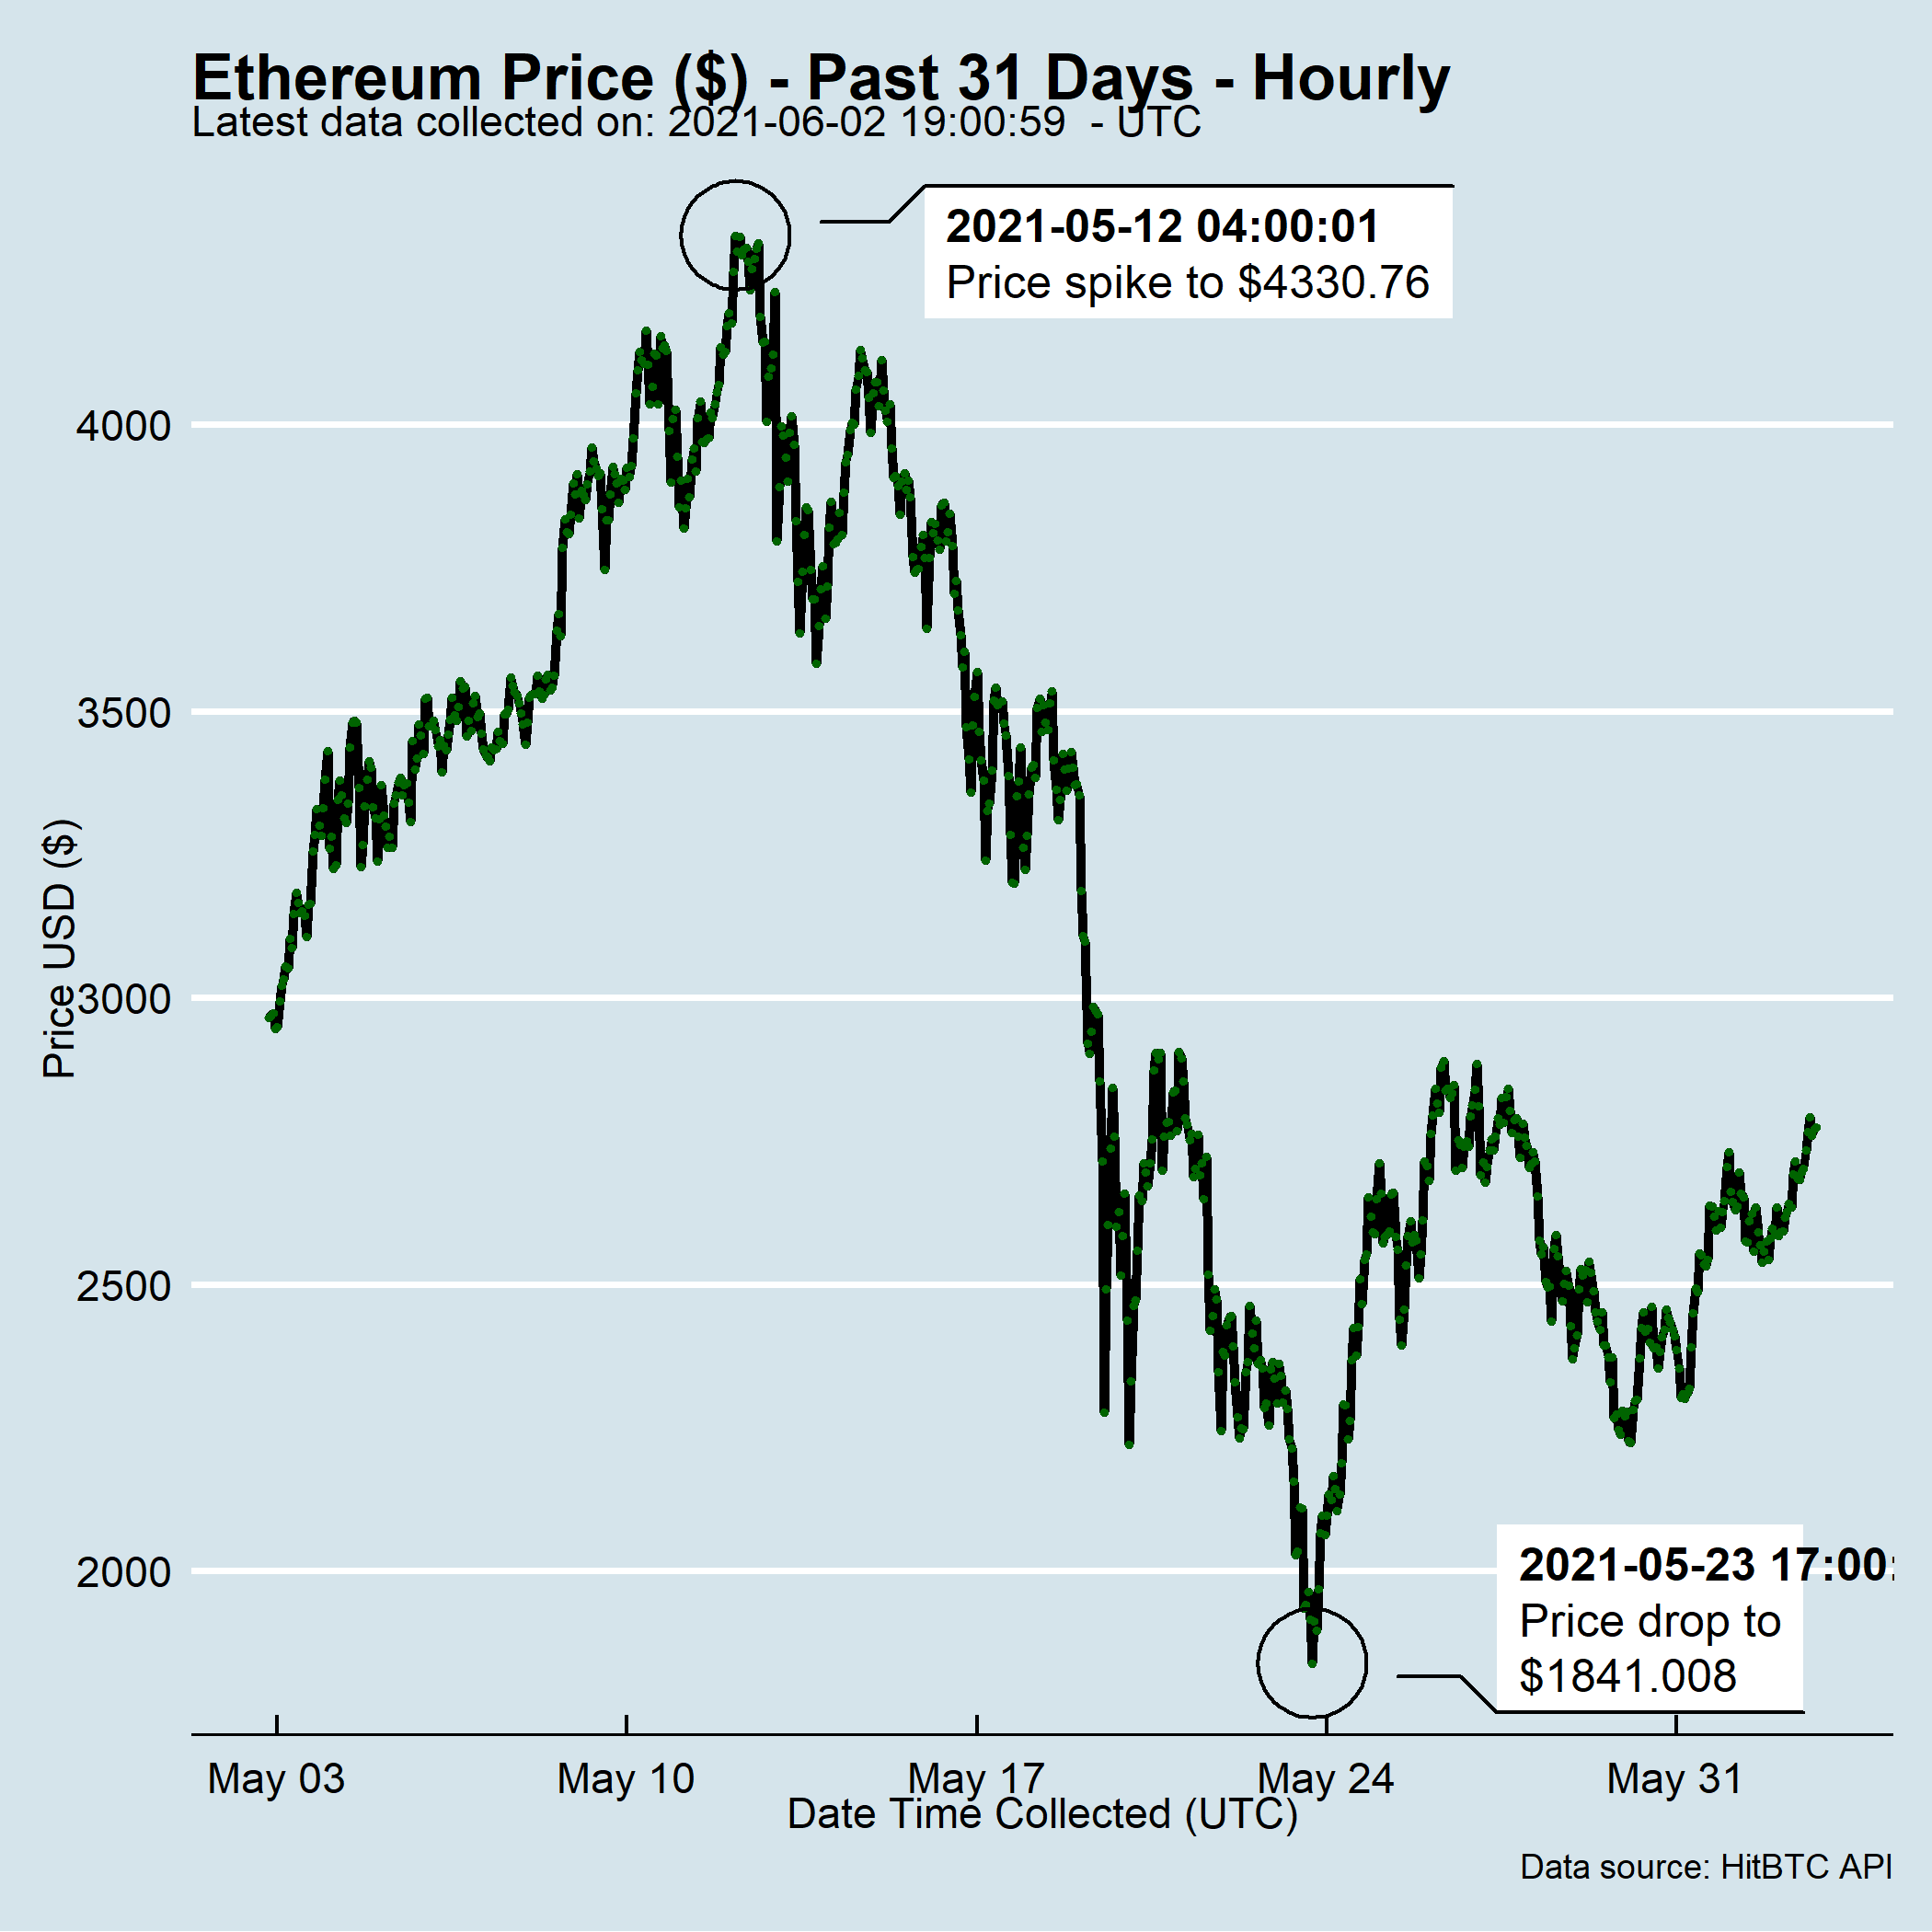 Ethereum Price ($) - Past 31 Days - Hourly
Latest data collected on: 2021-06-02 19:00:59  - UTC
2021-05-12 04:00:01
Price spike to $4330.76
4000
3500
3000
2500
2000
Price USD ($)
2021-05-23 17:00:
Price drop to
$1841.008
May 03
May 10
May 17
May 24
May 31
Date Time Collected (UTC)
Data source: HitBTC API